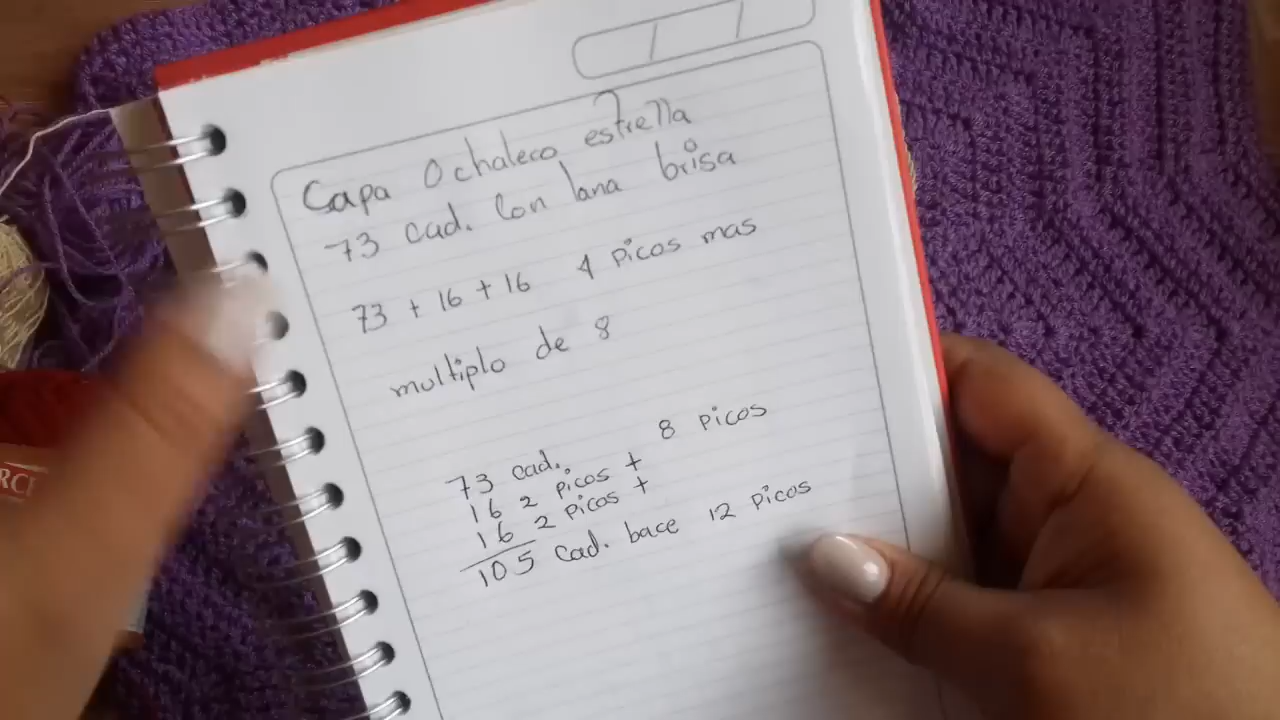 Capa O chaleco estrella
73 cad. Con lana brisa
73 + 16 + 16 4 picos mas
multiplo de 8
73 cad. 8 picos
16 2 picos +
16 2 picos +
105 cad. bace 12 picos